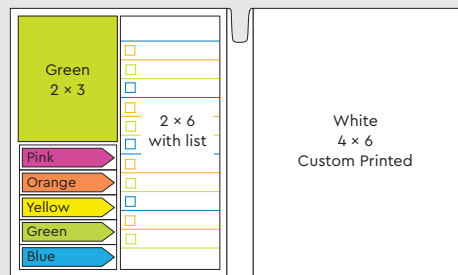 Green
2 × 3
Pink
Orange
Yellow
Green
Blue
2 × 6
with list
White
4 × 6
Custom Printed